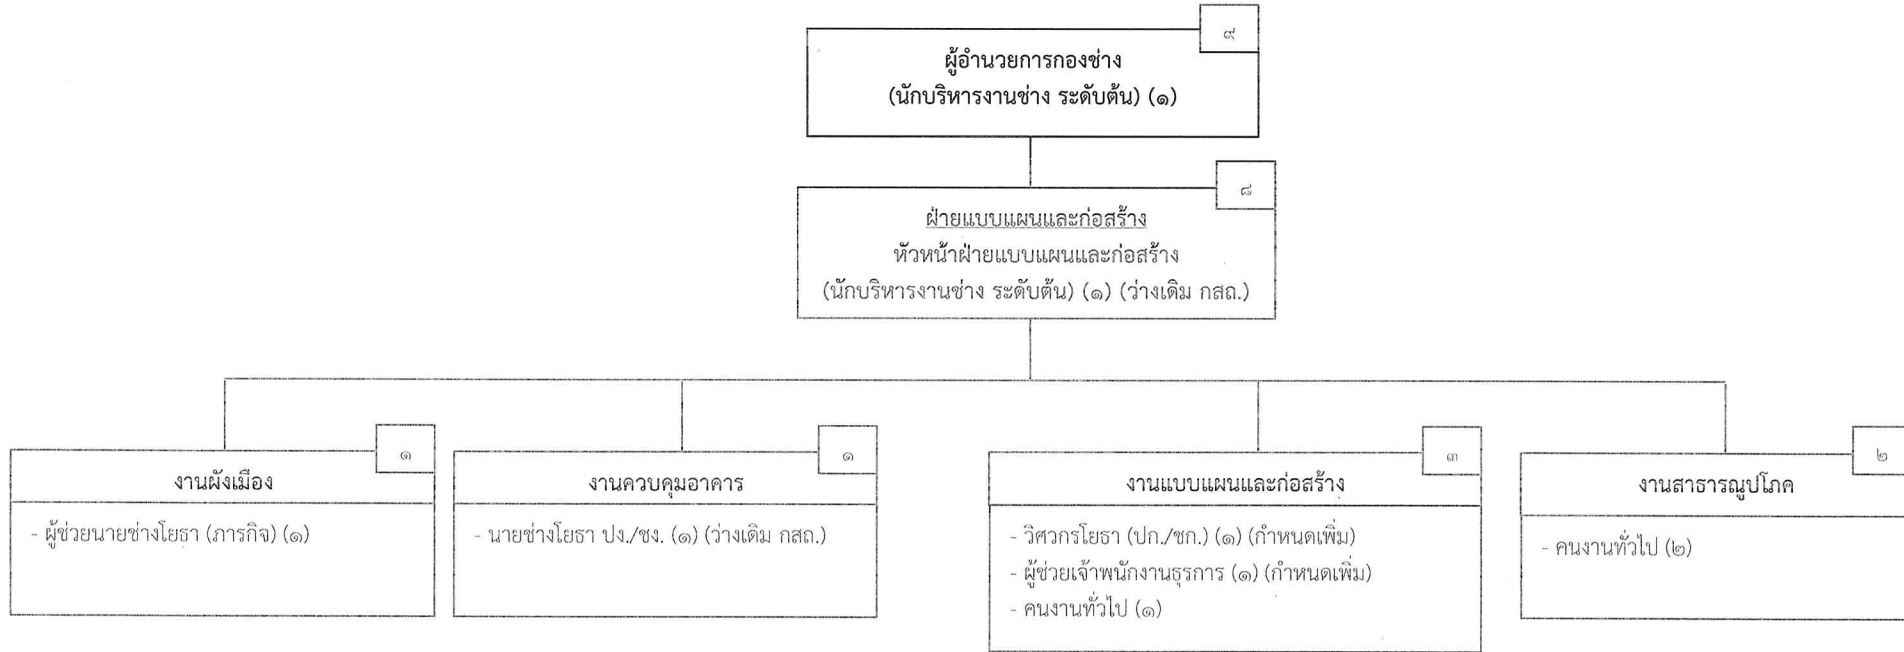 ๙
ผู้อำนวยการกองช่าง
(นักบริหารงานช่าง ระดับต้น) (๑)
๘
ฝ่ายแบบแผนและก่อสร้าง
หัวหน้าฝ่ายแบบแผนและก่อสร้าง
(นักบริหารงานช่าง ระดับต้น) (๑) (ว่างเดิม กสถ.)
๑
งานผังเมือง
- ผู้ช่วยนายช่างโยธา (ภารกิจ) (๑)
๑
งานควบคุมอาคาร
- นายช่างโยธา ปง./ชง. (๑) (ว่างเดิม กสถ.)
๓
งานแบบแผนและก่อสร้าง
- วิศวกรโยธา (ปก./ชก.) (๑) (กำหนดเพิ่ม)
- ผู้ช่วยเจ้าพนักงานธุรการ (๑) (กำหนดเพิ่ม)
- คนงานทั่วไป (๑)
๒
งานสาธารณูปโภค
- คนงานทั่วไป (๒)